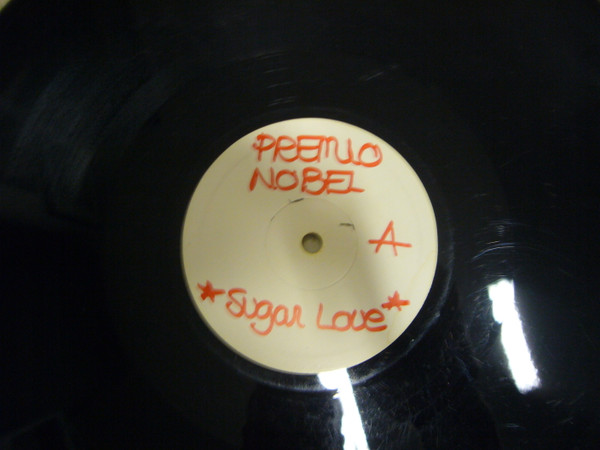 PREMIO
NOBEL
A
*Sugar Love*